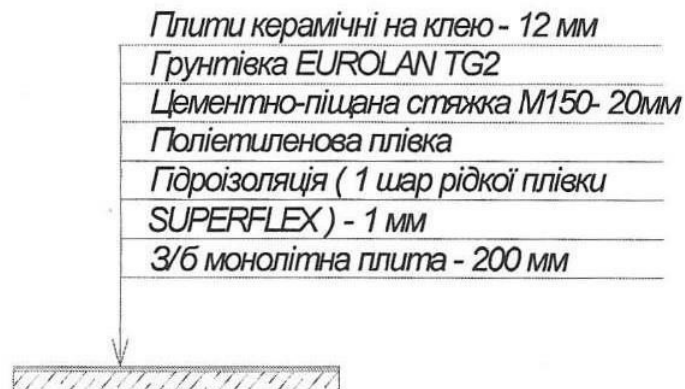 Плити керамічні на клею - 12 мм
Грунтівка EUROLAN TG2
Цементно-піщана стяжка М150- 20мм
Поліетиленова плівка
Гідроізоляція ( 1 шар рідкої плівки
SUPERFLEX ) - 1 мм
З/б монолітна плита - 200 мм